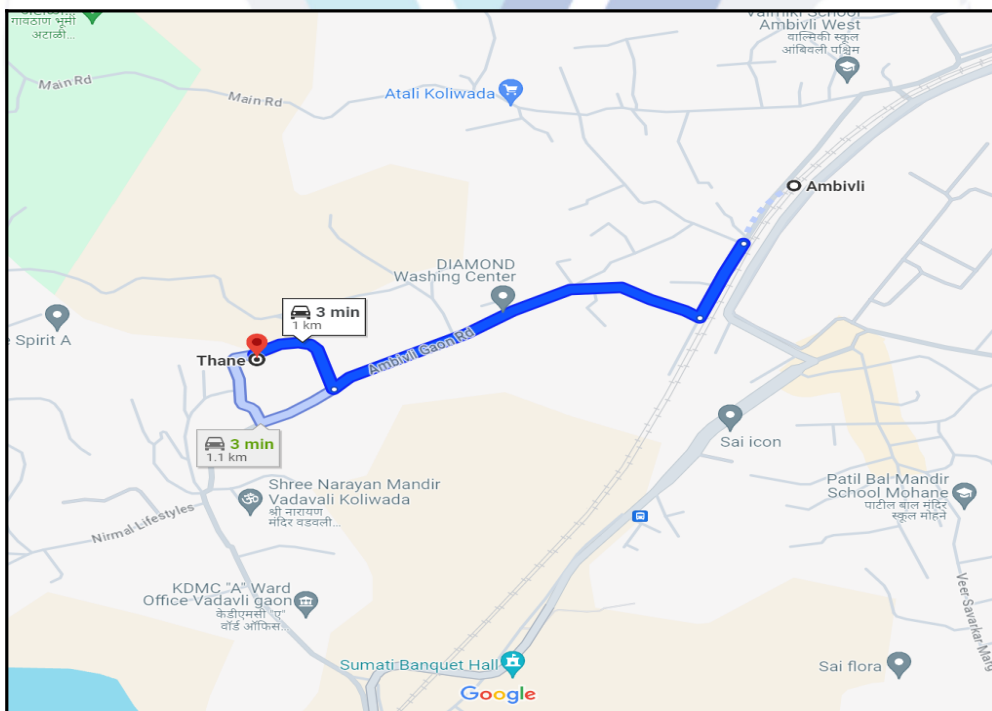 गावठाण भूमी
अटाळी...
Main Rd
Main Rd
Atali Koliwada
Valmiki School
Ambivli West
वाल्मिकी स्कूल
आंबिवली पश्चिम
Ambivli
DIAMOND
Washing Center
3 min
1 km
e Spirit A
Thane
Ambivli Gaon Rd
3 min
1.1 km
Sai icon
Shree Narayan Mandir
Vadavali Koliwada
श्री नारायण
मंदिर वडवली...
Patil Bal Mandir
School Mohane
पाटील बाल मंदिर
स्कूल मोहने
Nirmal Lifestyles
KDMC "A" Ward
Office Vadavli gaon
केडीएमसी "ए"
वॉर्ड ऑफिस...
Veer Savarkar Marg
Sumati Banquet Hall
Sai flora
Google